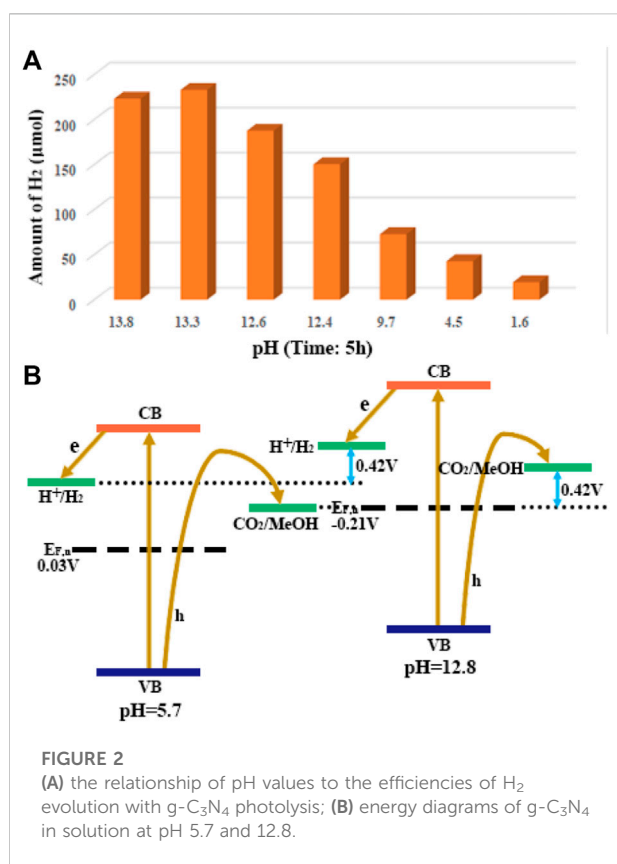 A
250
200
150
100
50
0
Amount of H₂ (μmol)
13.8 13.3 12.6 12.4 9.7 4.5 1.6
pH (Time: 5h)
B
CB
e
H⁺/H₂
CO₂/MeOH
E_F,n
0.03V
h
VB
pH=5.7
CB
e
H⁺/H₂
0.42V
CO₂/MeOH
0.42V
E_F,n
-0.21V
h
VB
pH=12.8
FIGURE 2
(A) the relationship of pH values to the efficiencies of H₂
evolution with g-C₃N₄ photolysis; (B) energy diagrams of g-C₃N₄
in solution at pH 5.7 and 12.8.